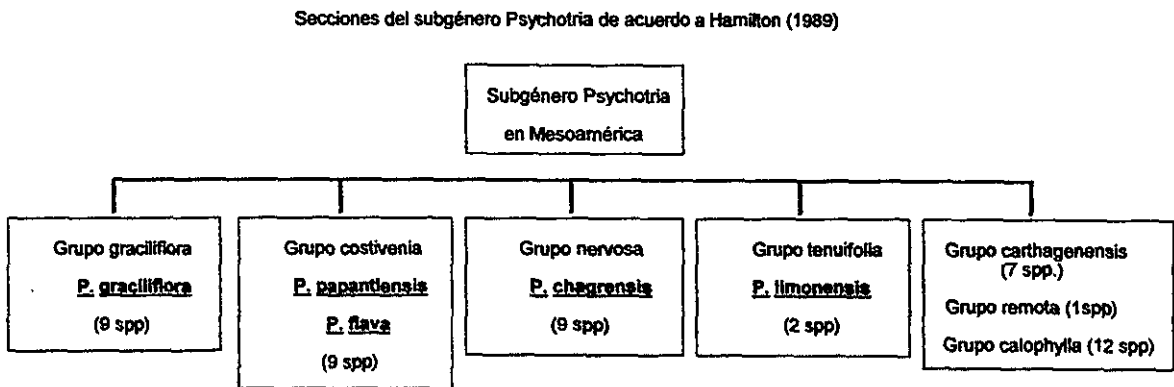 Secciones del subgénero Psychotria de acuerdo a Hamilton (1989)
Subgénero Psychotria
en Mesoamérica
Grupo graciliflora
P. graciliflora
(9 spp)
Grupo costivenia
P. papantlensis
P. flava
(9 spp)
Grupo nervosa
P. chagrensis
(9 spp)
Grupo tenuifolia
P. limonensis
(2 spp)
Grupo carthagenensis
(7 spp.)
Grupo remota (1spp)
Grupo calophylla (12 spp)